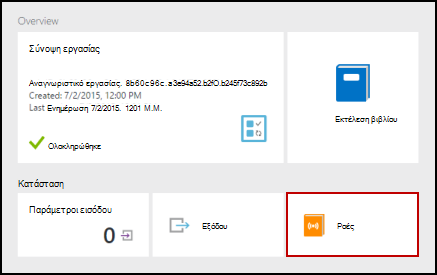 Overview
Σύνοψη εργασίας
Αναγνωριστικό εργασίας. 8b60c96c.a3e94a52.b2fO.b245f73c892b
Created: 7/2/2015, 12:00 PM
Last Ενημέρωση 7/2/2015. 1201 Μ.Μ.
Ολοκληρώθηκε
Εκτέλεση βιβλίου
Κατάσταση
Παράμετροι εισόδου
0
Εξόδου
Ροές